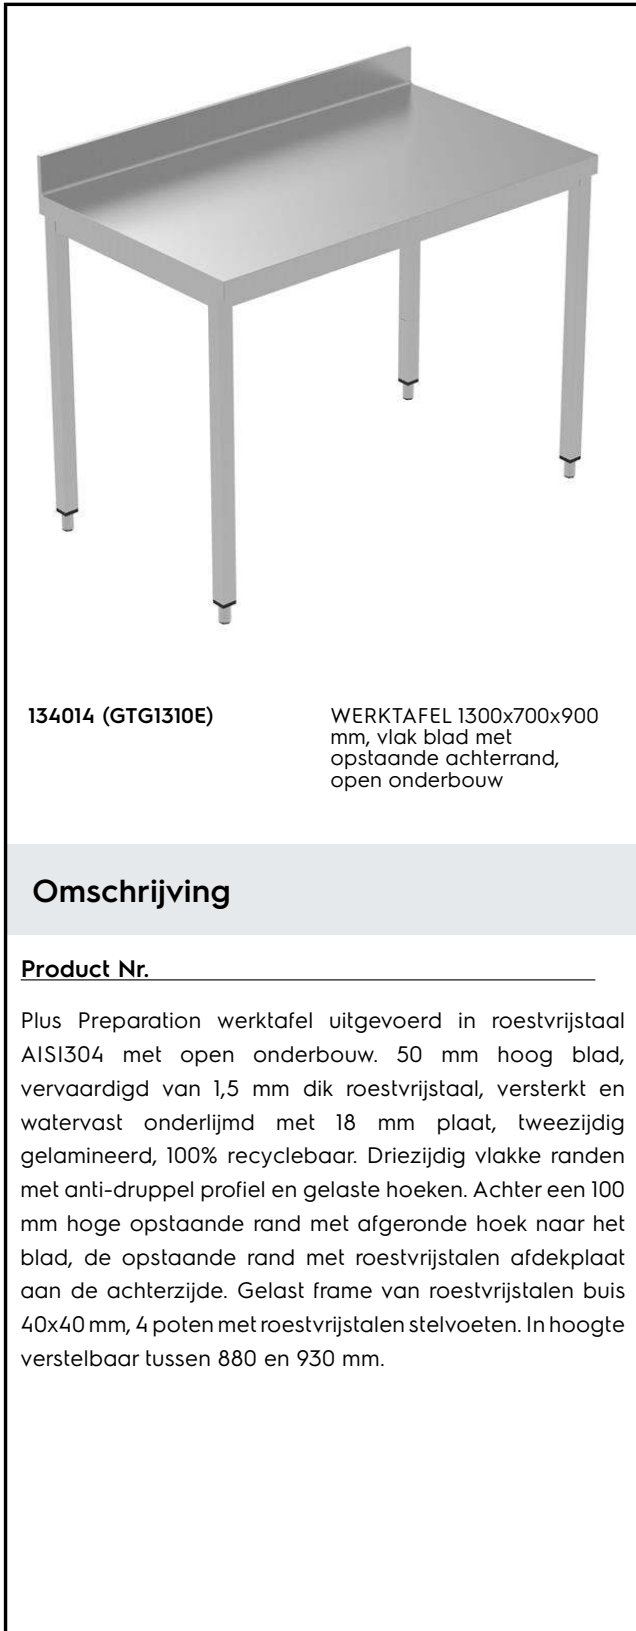 134014 (GTG1310E)
WERKTAFEL 1300x700x900
mm, vlak blad met
opstaande achterrand,
open onderbouw
Omschrijving
Product Nr.
Plus Preparation werktafel uitgevoerd in roestvrijstaal
AISI304 met open onderbouw. 50 mm hoog blad,
vervaardigd van 1,5 mm dik roestvrijstaal, versterkt en
watervast onderlijmd met 18 mm plaat, tweezijdig
gelamineerd, 100% recyclebaar. Driezijdig vlakke randen
met anti-druppel profiel en gelaste hoeken. Achter een 100
mm hoge opstaande rand met afgeronde hoek naar het
blad, de opstaande rand met roestvrijstalen afdekplaat
aan de achterzijde. Gelast frame van roestvrijstalen buis
40x40 mm, 4 poten met roestvrijstalen stelvoeten. In hoogte
verstelbaar tussen 880 en 930 mm.